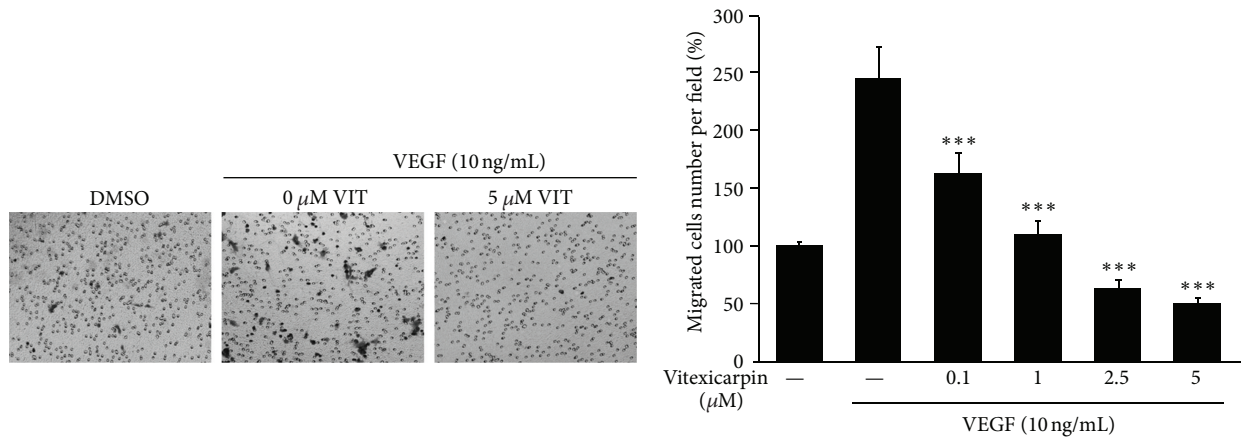 VEGF (10 ng/mL)
DMSO
0 μM VIT
5 μM VIT
Migrated cells number per field (%)
300
250
200
150
100
50
0
***
***
***
***
Vitexicarpin — — 0.1 1 2.5 5
(μM)
VEGF (10 ng/mL)